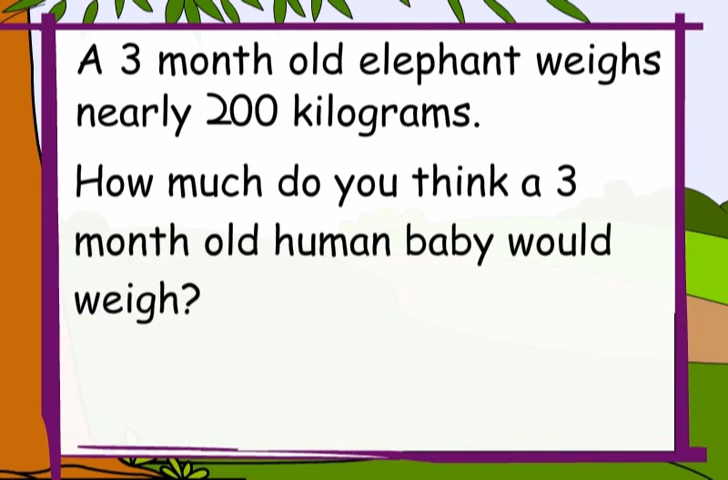 A 3 month old elephant weighs
nearly 200 kilograms.
How much do you think a 3
month old human baby would
weigh?